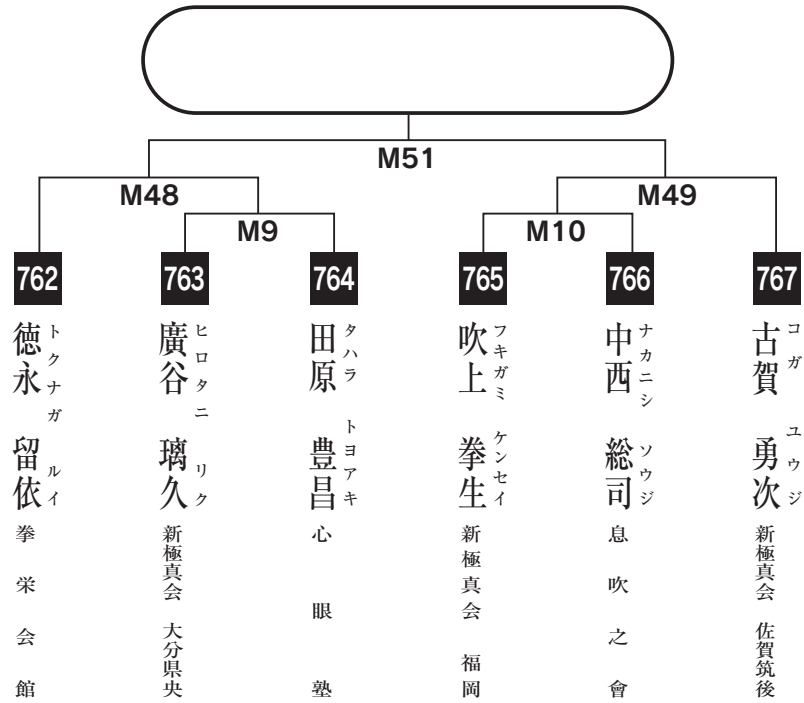 M51
M48
M49
M9
M10
762
763
764
765
766
767
徳永 留依
トクナガ ルイ
拳栄会館
廣谷 璃久
ヒロタニ リク
新極真会 大分県央
田原 豊昌
タハラ トヨアキ
心眼塾
吹上 拳生
フキガミ ケンセイ
新極真会 福岡
中西 総司
ナカニシ ソウジ
息吹之會
古賀 勇次
コガ ユウジ
新極真会 佐賀筑後